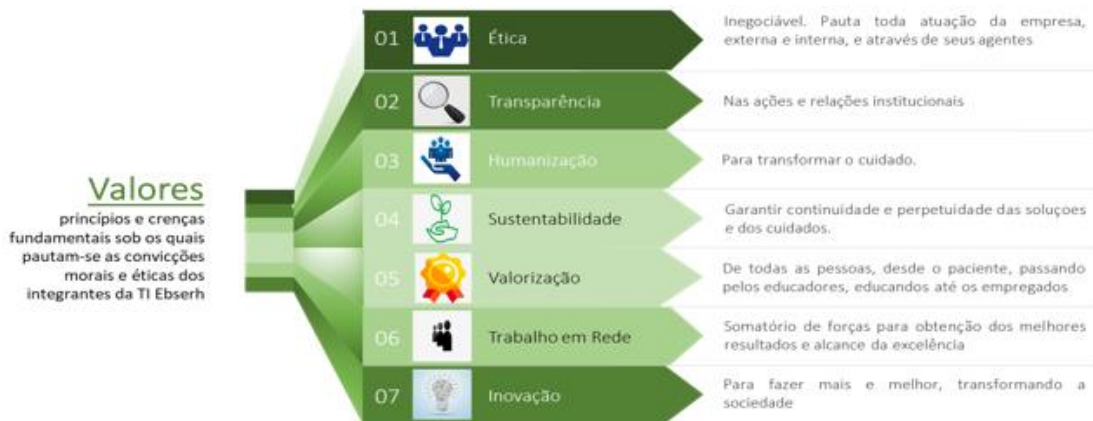 Valores
princípios e crenças
fundamentais sob os quais
pautam-se as convicções
morais e éticas dos
integrantes da TI Ebserh
01 Ética
Inegociável. Pauta toda atuação da empresa,
externa e interna, e através de seus agentes
02 Transparência
Nas ações e relações institucionais
03 Humanização
Para transformar o cuidado.
04 Sustentabilidade
Garantir continuidade e perpetuidade das soluçoes
e dos cuidados.
05 Valorização
De todas as pessoas, desde o paciente, passando
pelos educadores, educandos até os empregados
06 Trabalho em Rede
Somatório de forças para obtenção dos melhores
resultados e alcance da excelência
07 Inovação
Para fazer mais e melhor, transformando a
sociedade